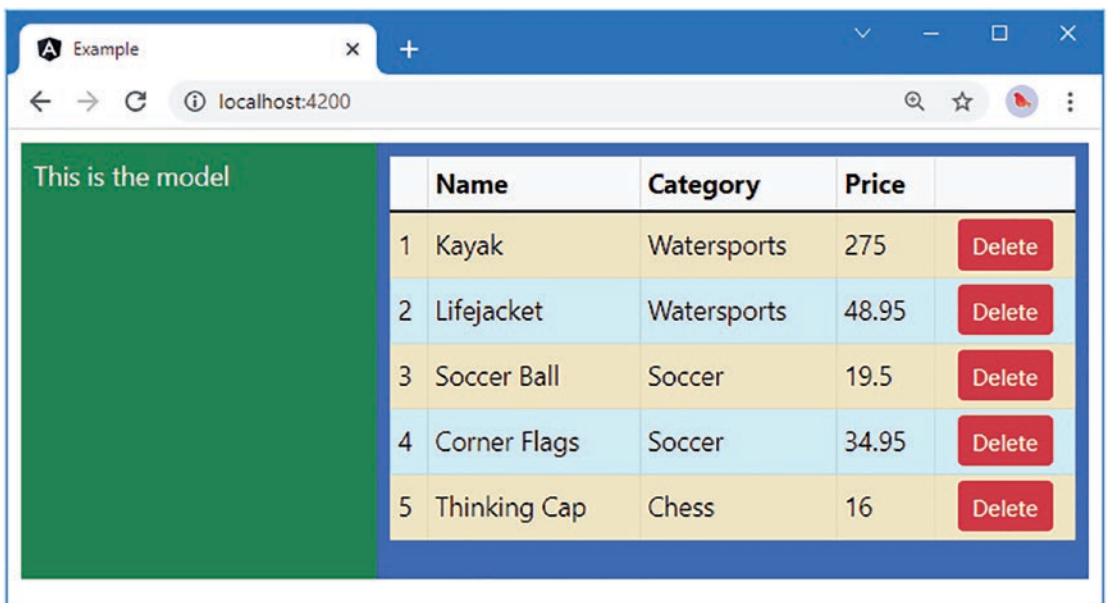 Example
localhost:4200
This is the model
Name Category Price
1 Kayak Watersports 275 Delete
2 Lifejacket Watersports 48.95 Delete
3 Soccer Ball Soccer 19.5 Delete
4 Corner Flags Soccer 34.95 Delete
5 Thinking Cap Chess 16 Delete